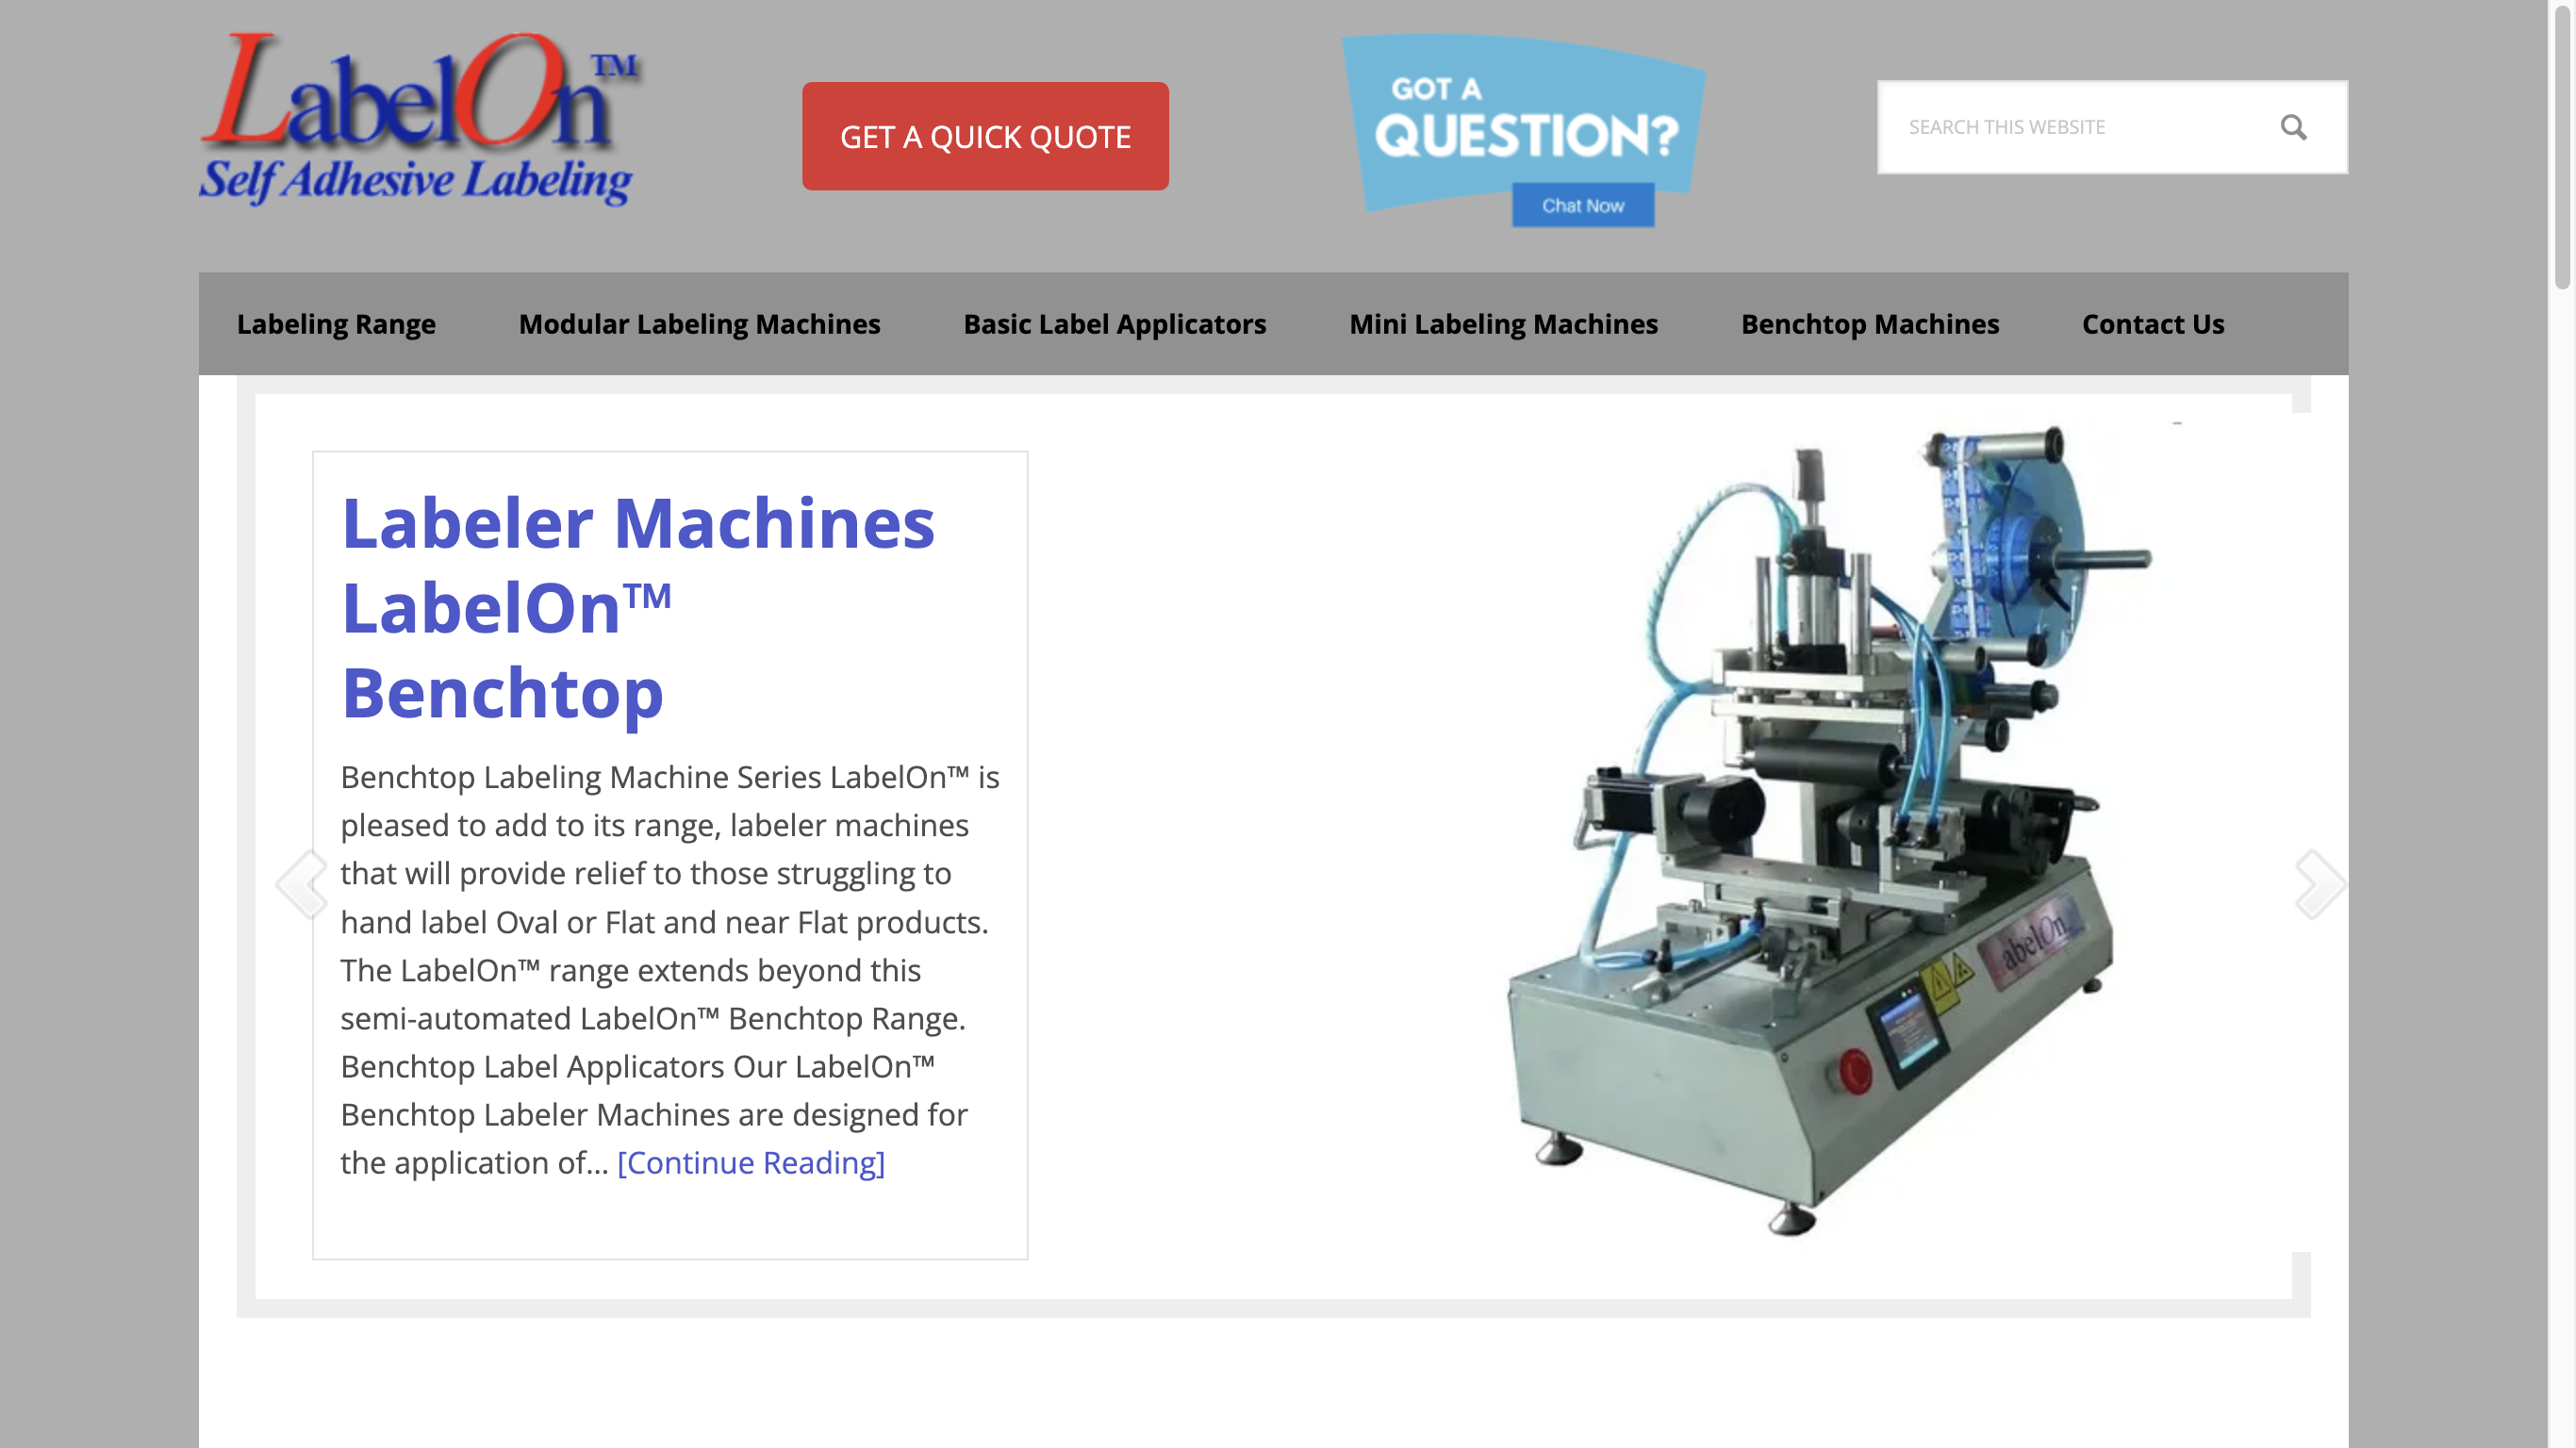 LabelOn™
Self Adhesive Labeling
GET A QUICK QUOTE
GOT A
QUESTION?
Chat Now
SEARCH THIS WEBSITE
Labeling Range
Modular Labeling Machines
Basic Label Applicators
Mini Labeling Machines
Benchtop Machines
Contact Us
Labeler Machines
LabelOn™
Benchtop
Benchtop Labeling Machine Series LabelOn™ is
pleased to add to its range, labeler machines
that will provide relief to those struggling to
hand label Oval or Flat and near Flat products.
The LabelOn™ range extends beyond this
semi-automated LabelOn™ Benchtop Range.
Benchtop Label Applicators Our LabelOn™
Benchtop Labeler Machines are designed for
the application of... [Continue Reading]
LabelOn